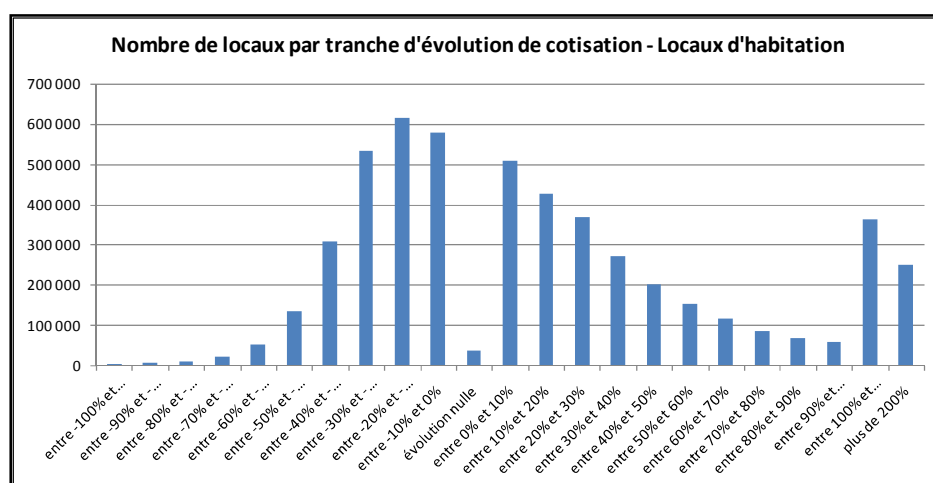 Nombre de locaux par tranche d'évolution de cotisation - Locaux d'habitation
700 000
600 000
500 000
400 000
300 000
200 000
100 000
0
entre -100% et...
entre -90% et -...
entre -80% et -...
entre -70% et -...
entre -60% et -...
entre -50% et -...
entre -40% et -...
entre -30% et -...
entre -20% et -...
entre -10% et 0%
évolution nulle
entre 0% et 10%
entre 10% et 20%
entre 20% et 30%
entre 30% et 40%
entre 40% et 50%
entre 50% et 60%
entre 60% et 70%
entre 70% et 80%
entre 80% et 90%
entre 90% et...
entre 100% et...
plus de 200%